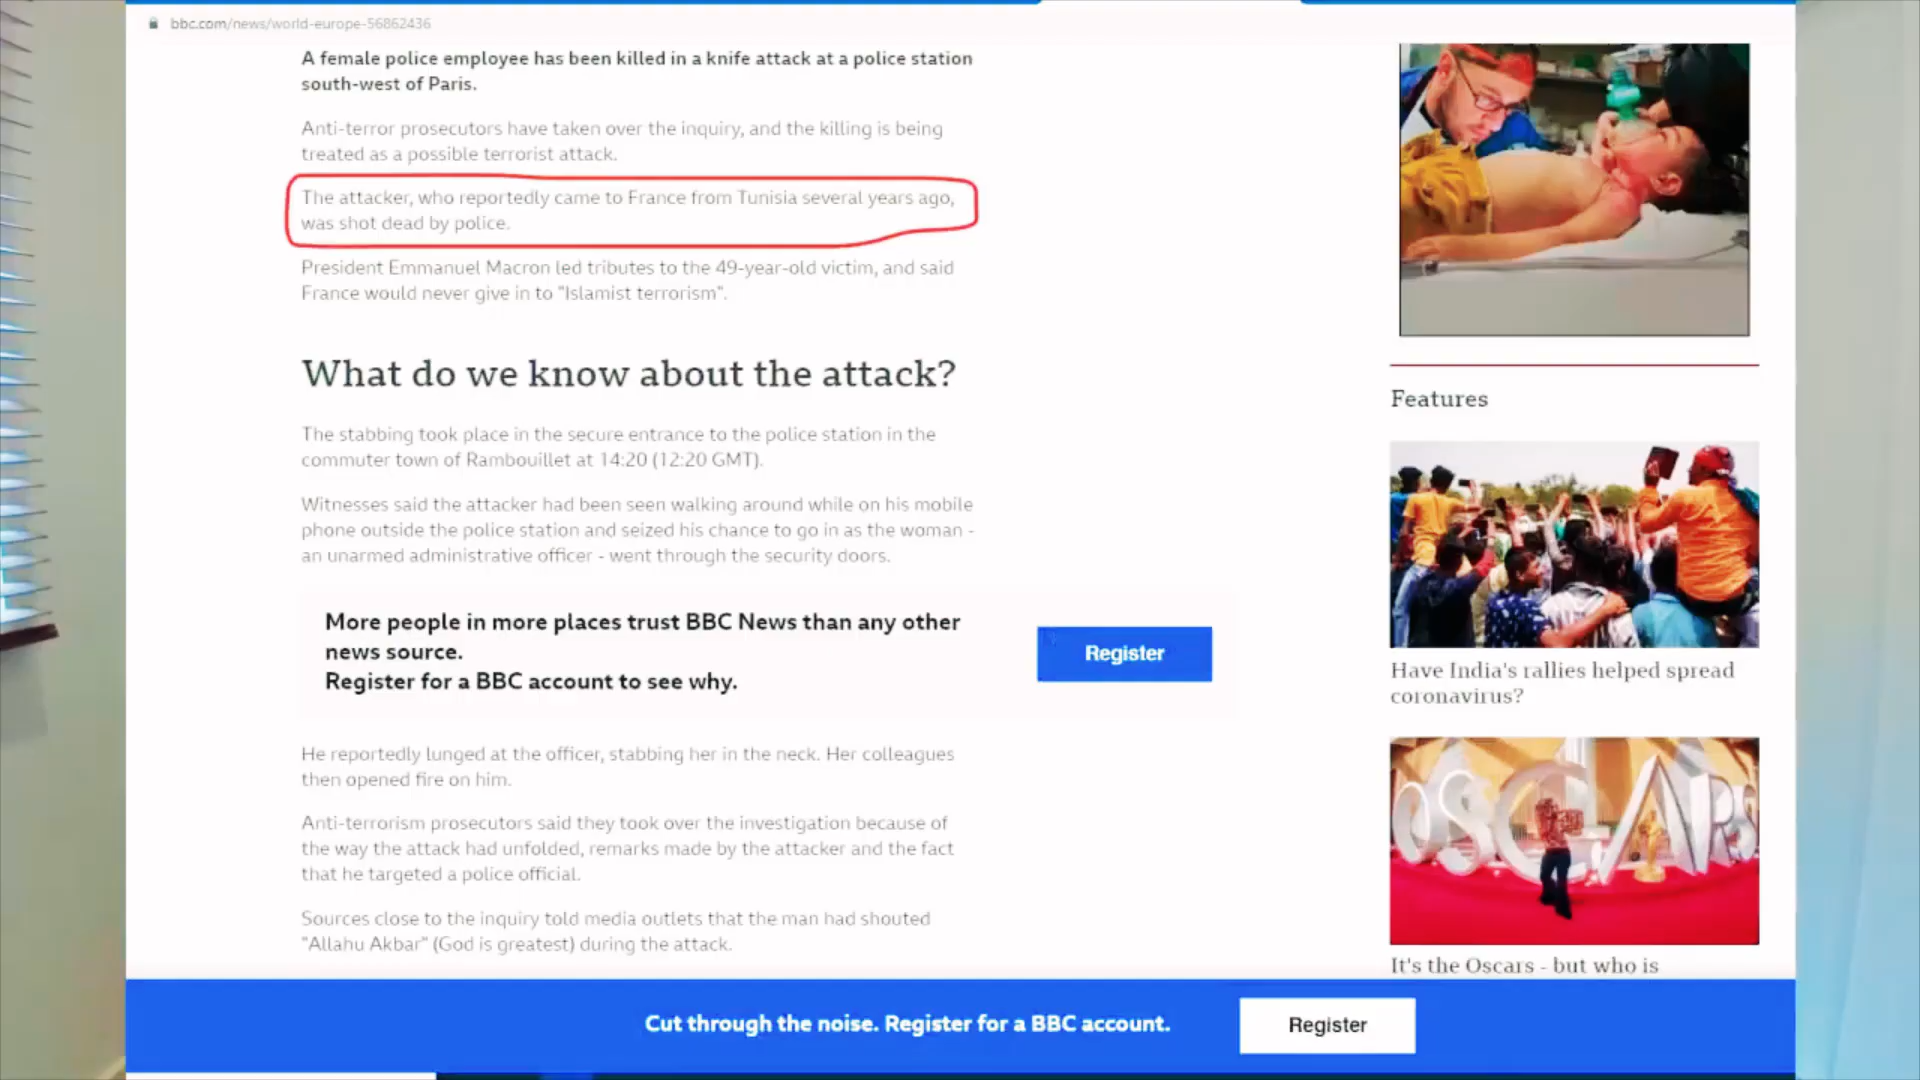 bbc.com/news/world-europe-56862436
A female police employee has been killed in a knife attack at a police station
south-west of Paris.
Anti-terror prosecutors have taken over the inquiry, and the killing is being
treated as a possible terrorist attack.
The attacker, who reportedly came to France from Tunisia several years ago,
was shot dead by police.
President Emmanuel Macron led tributes to the 49-year-old victim, and said
France would never give in to "Islamist terrorism".
What do we know about the attack?
The stabbing took place in the secure entrance to the police station in the
commuter town of Rambouillet at 14:20 (12:20 GMT).
Witnesses said the attacker had been seen walking around while on his mobile
phone outside the police station and seized his chance to go in as the woman -
an unarmed administrative officer - went through the security doors.
More people in more places trust BBC News than any other
news source.
Register for a BBC account to see why.
Register
He reportedly lunged at the officer, stabbing her in the neck. Her colleagues
then opened fire on him.
Anti-terrorism prosecutors said they took over the investigation because of
the way the attack had unfolded, remarks made by the attacker and the fact
that he targeted a police official.
Sources close to the inquiry told media outlets that the man had shouted
"Allahu Akbar" (God is greatest) during the attack.
Features
Have India's rallies helped spread
coronavirus?
OSCARS
It's the Oscars - but who is
Cut through the noise. Register for a BBC account.
Register